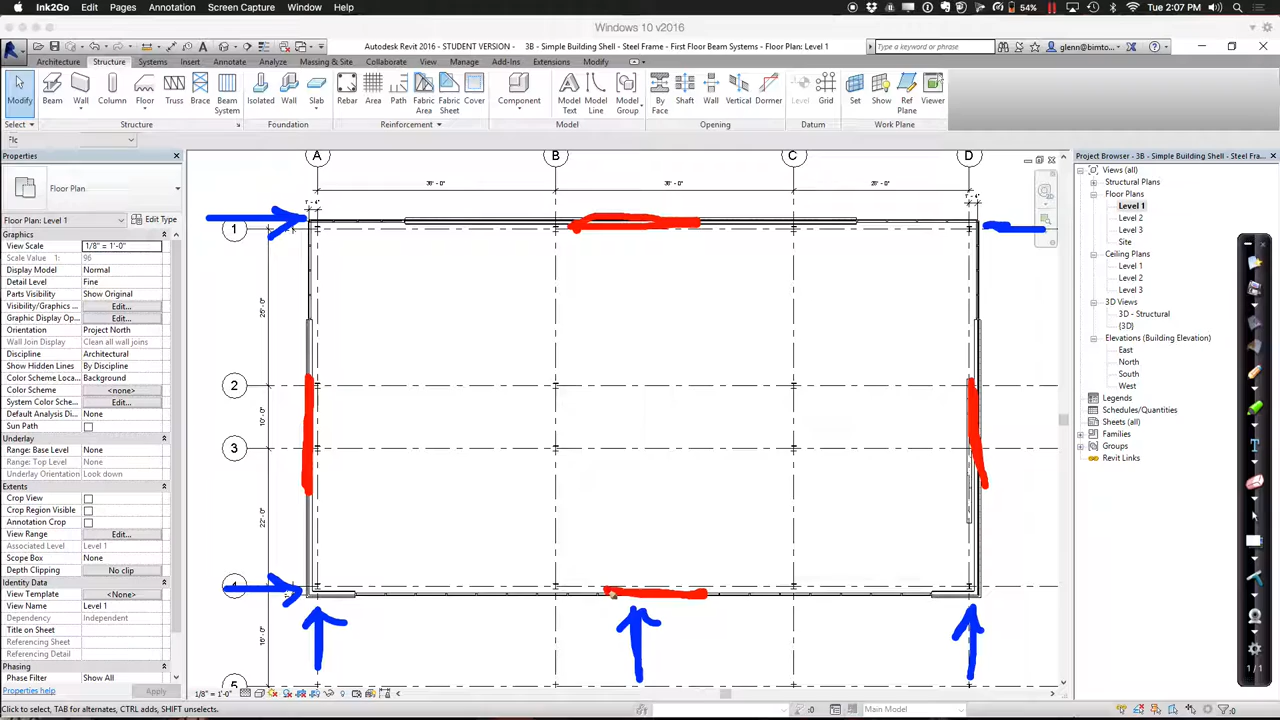 Ink2Go Edit Pages Annotation Screen Capture Window Help 54% Tue 2:07 PM
Windows 10 v2016
Autodesk Revit 2016 - STUDENT VERSION - 3B - Simple Building Shell - Steel Frame - First Floor Beam Systems - Floor Plan: Level 1 Type a keyword or phrase glenn@bimto...
Architecture Structure Systems Insert Annotate Analyze Massing & Site Collaborate View Manage Add-Ins Extensions Modify
Modify Beam Wall Column Floor Truss Brace Beam System Isolated Wall Slab Rebar Area Path Fabric Area Fabric Sheet Cover Component Model Text Model Line Model Group By Face Shaft Wall Vertical Dormer Level Grid Set Show Ref Plane Viewer
Select Structure Foundation Reinforcement Model Opening Datum Work Plane
Properties
Floor Plan
Floor Plan: Level 1 Edit Type
Graphics
View Scale 1/8" = 1'-0"
Scale Value 1: 96
Display Model Normal
Detail Level Fine
Parts Visibility Show Original
Visibility/Graphics ... Edit...
Graphic Display Op... Edit...
Orientation Project North
Wall Join Display Clean all wall joins
Discipline Architectural
Show Hidden Lines By Discipline
Color Scheme Loca... Background
Color Scheme <none>
System Color Sche... Edit...
Default Analysis Di... None
Sun Path
Underlay
Range: Base Level None
Range: Top Level None
Underlay Orientation Look down
Extents
Crop View
Crop Region Visible
Annotation Crop
View Range Edit...
Associated Level Level 1
Scope Box None
Depth Clipping No clip
Identity Data
View Template <None>
View Name Level 1
Dependency Independent
Title on Sheet
Referencing Sheet
Referencing Detail
Phasing
Phase Filter Show All
Properties help Apply
A B C D
1
2
3
4
5
25' - 0"
10' - 0"
22' - 0"
16' - 0"
Project Browser - 3B - Simple Building Shell - Steel Frame...
Views (all)
Structural Plans
Floor Plans
Level 1
Level 2
Level 3
Site
Ceiling Plans
Level 1
Level 2
Level 3
3D Views
3D - Structural
{3D}
Elevations (Building Elevation)
East
North
South
West
Legends
Schedules/Quantities
Sheets (all)
Families
Groups
Revit Links
1/8" = 1'-0"
1/1
Click to select, TAB for alternates, CTRL adds, SHIFT unselects. :0 Main Model :0